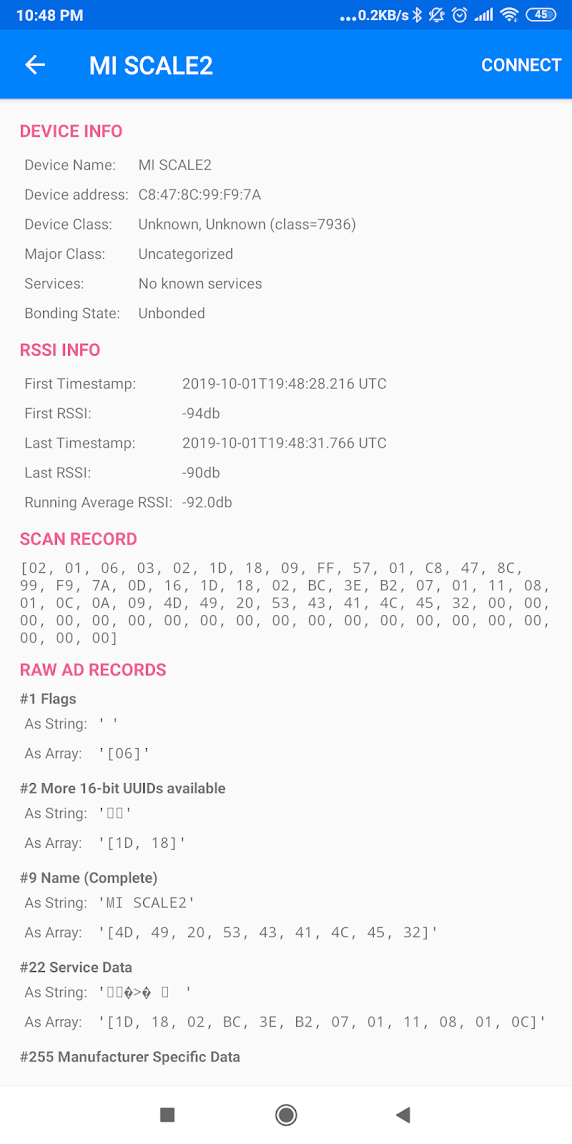 10:48 PM ...0.2KB/s 45
MI SCALE2 CONNECT
DEVICE INFO
Device Name: MI SCALE2
Device address: C8:47:8C:99:F9:7A
Device Class: Unknown, Unknown (class=7936)
Major Class: Uncategorized
Services: No known services
Bonding State: Unbonded
RSSI INFO
First Timestamp: 2019-10-01T19:48:28.216 UTC
First RSSI: -94db
Last Timestamp: 2019-10-01T19:48:31.766 UTC
Last RSSI: -90db
Running Average RSSI: -92.0db
SCAN RECORD
[02, 01, 06, 03, 02, 1D, 18, 09, FF, 57, 01, C8, 47, 8C,
99, F9, 7A, 0D, 16, 1D, 18, 02, BC, 3E, B2, 07, 01, 11, 08,
01, 0C, 0A, 09, 4D, 49, 20, 53, 43, 41, 4C, 45, 32, 00, 00,
00, 00, 00, 00, 00, 00, 00, 00, 00, 00, 00, 00, 00, 00, 00,
00, 00, 00]
RAW AD RECORDS
#1 Flags
As String: ' '
As Array: '[06]'
#2 More 16-bit UUIDs available
As String: '▯▯'
As Array: '[1D, 18]'
#9 Name (Complete)
As String: 'MI SCALE2'
As Array: '[4D, 49, 20, 53, 43, 41, 4C, 45, 32]'
#22 Service Data
As String: '▯▯�>� ▯ '
As Array: '[1D, 18, 02, BC, 3E, B2, 07, 01, 11, 08, 01, 0C]'
#255 Manufacturer Specific Data